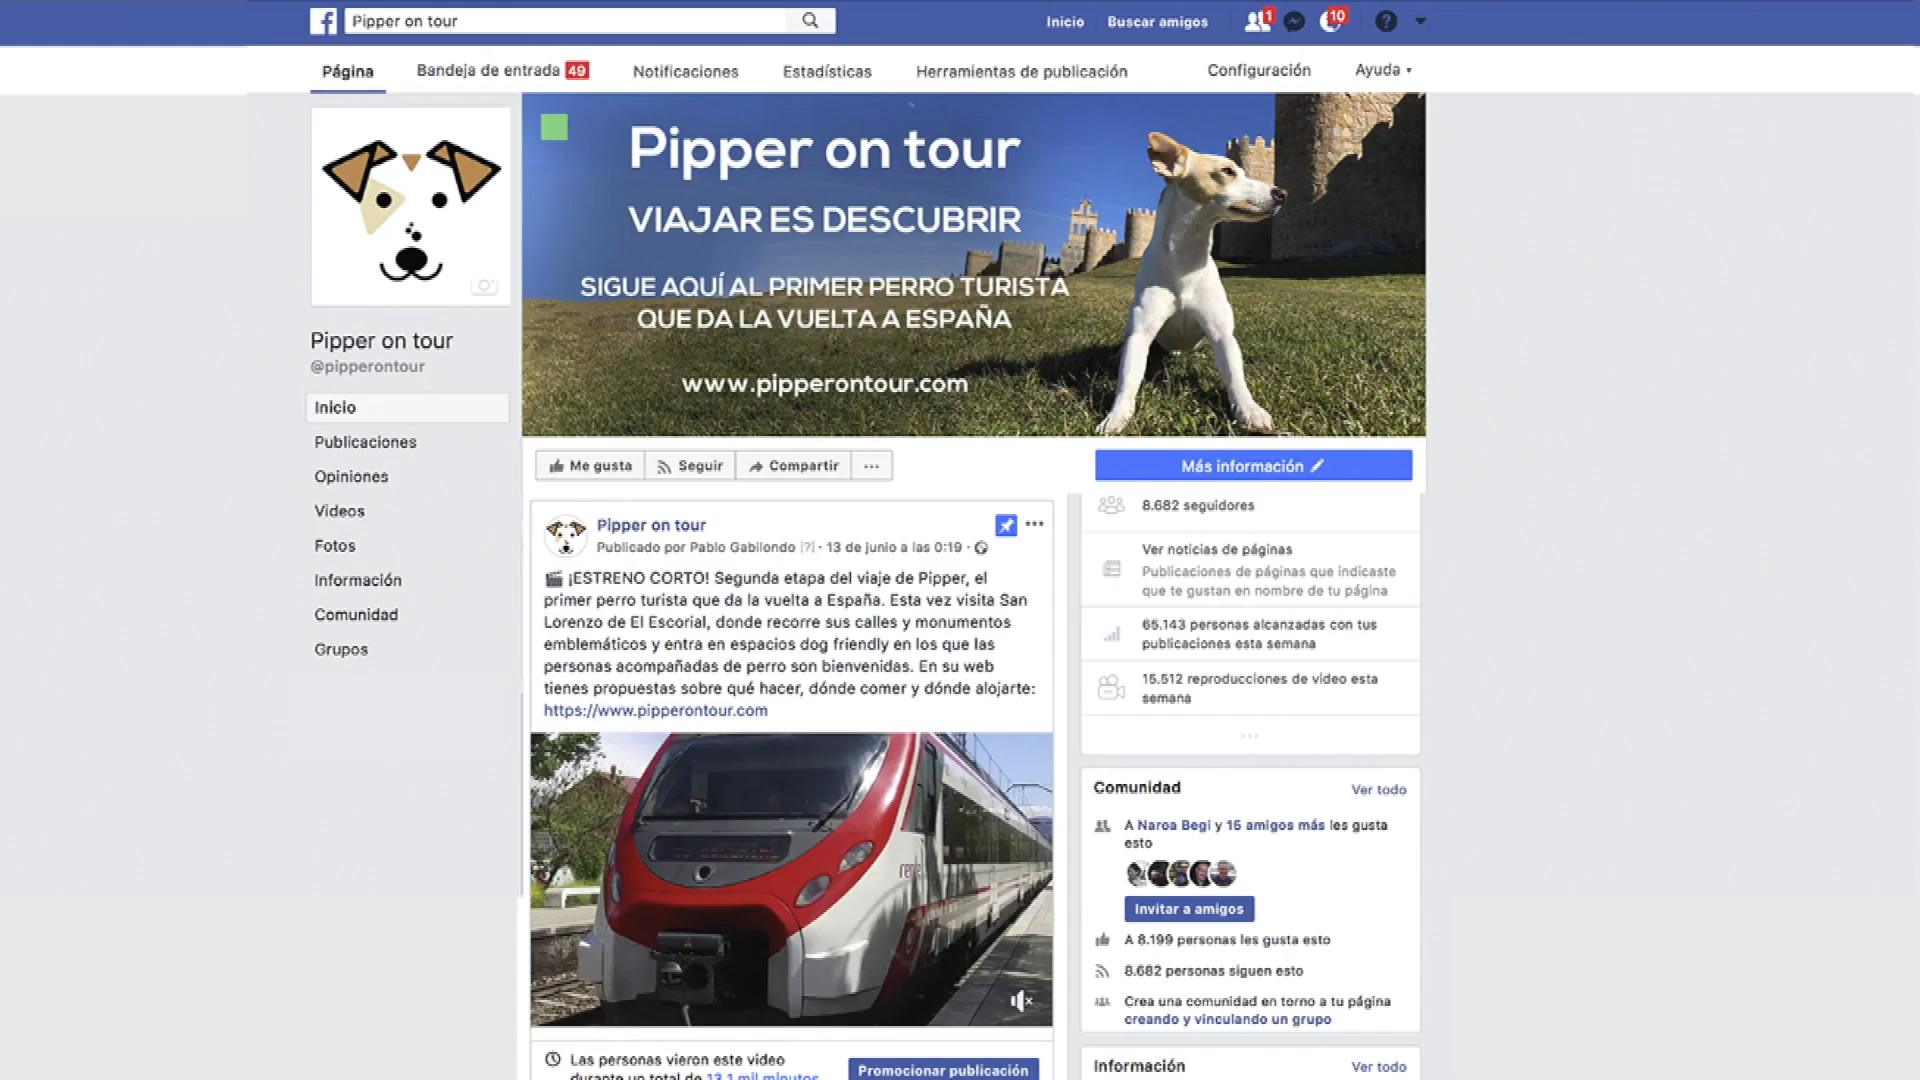 Pipper on tour
Inicio
Buscar amigos
1
10
Página
Bandeja de entrada 49
Notificaciones
Estadísticas
Herramientas de publicación
Configuración
Ayuda
Pipper on tour
VIAJAR ES DESCUBRIR
SIGUE AQUÍ AL PRIMER PERRO TURISTA
QUE DA LA VUELTA A ESPAÑA
www.pipperontour.com
Pipper on tour
@pipperontour
Inicio
Publicaciones
Opiniones
Videos
Fotos
Información
Comunidad
Grupos
Me gusta
Seguir
Compartir
...
Más información
Pipper on tour
Publicado por Pablo Gabilondo [?] · 13 de junio a las 0:19 ·
¡ESTRENO CORTO! Segunda etapa del viaje de Pipper, el
primer perro turista que da la vuelta a España. Esta vez visita San
Lorenzo de El Escorial, donde recorre sus calles y monumentos
emblemáticos y entra en espacios dog friendly en los que las
personas acompañadas de perro son bienvenidas. En su web
tienes propuestas sobre qué hacer, dónde comer y dónde alojarte:
https://www.pipperontour.com
Las personas vieron este video
durante un total de 13,1 mil minutos
Promocionar publicación
8.682 seguidores
Ver noticias de páginas
Publicaciones de páginas que indicaste
que te gustan en nombre de tu página
65.143 personas alcanzadas con tus
publicaciones esta semana
15.512 reproducciones de video esta
semana
...
Comunidad
Ver todo
A Naroa Begi y 15 amigos más les gusta
esto
Invitar a amigos
A 8.199 personas les gusta esto
8.682 personas siguen esto
Crea una comunidad en torno a tu página
creando y vinculando un grupo
Información
Ver todo